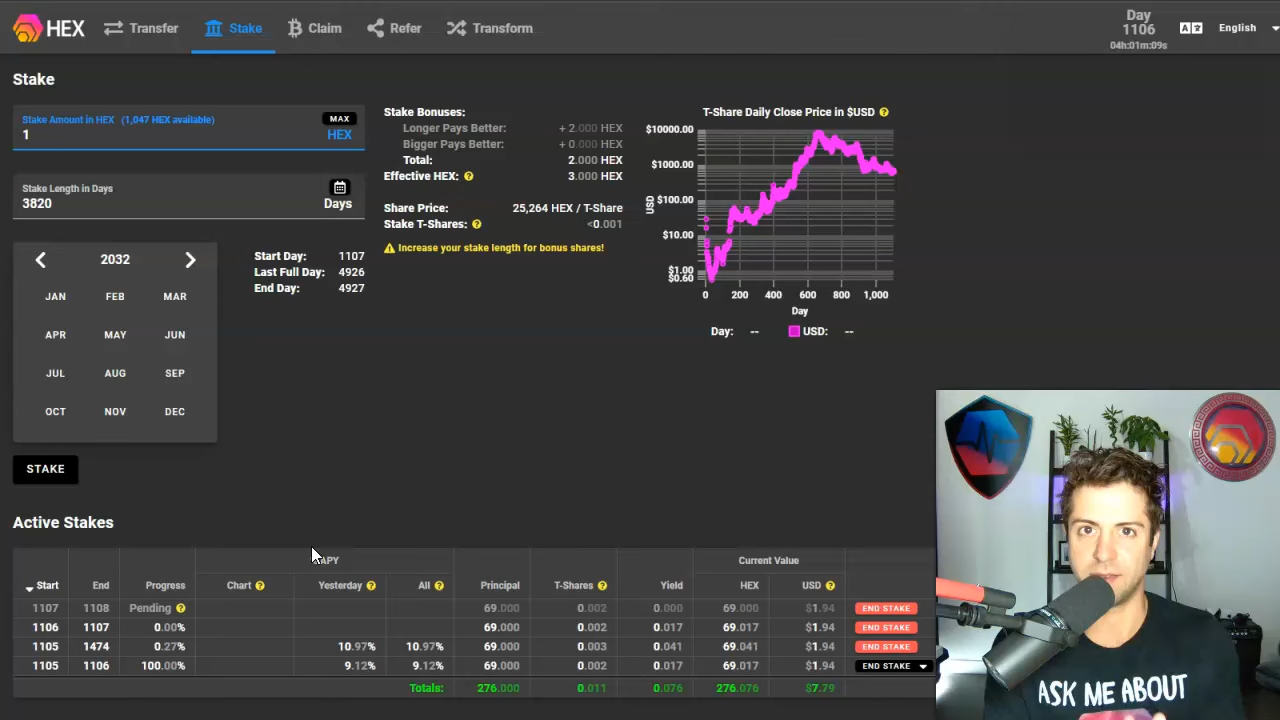 HEX
Transfer
Stake
Claim
Refer
Transform
Day
1106
04h:01m:09s
English
Stake
Stake Amount in HEX (1,047 HEX available)
MAX
1
HEX
Stake Length in Days
3820
Days
2032
JAN FEB MAR
APR MAY JUN
JUL AUG SEP
OCT NOV DEC
Start Day: 1107
Last Full Day: 4926
End Day: 4927
STAKE
Stake Bonuses:
Longer Pays Better: + 2.000 HEX
Bigger Pays Better: + 0.000 HEX
Total: 2.000 HEX
Effective HEX: ? 3.000 HEX
Share Price: 25,264 HEX / T-Share
Stake T-Shares: ? <0.001
Increase your stake length for bonus shares!
T-Share Daily Close Price in $USD ?
$10000.00
$1000.00
$100.00
$10.00
$1.00
$0.60
USD
0 200 400 600 800 1,000
Day
Day: -- USD: --
Active Stakes
APY Current Value
Start End Progress Chart ? Yesterday ? All ? Principal T-Shares ? Yield HEX USD ?
1107 1108 Pending ? 69.000 0.002 0.000 69.000 $1.94 END STAKE
1106 1107 0.00% 69.000 0.002 0.017 69.017 $1.94 END STAKE
1105 1474 0.27% 10.97% 10.97% 69.000 0.003 0.041 69.041 $1.94 END STAKE
1105 1106 100.00% 9.12% 9.12% 69.000 0.002 0.017 69.017 $1.94 END STAKE
Totals: 276.000 0.011 0.076 276.076 $7.79
ASK ME ABOUT